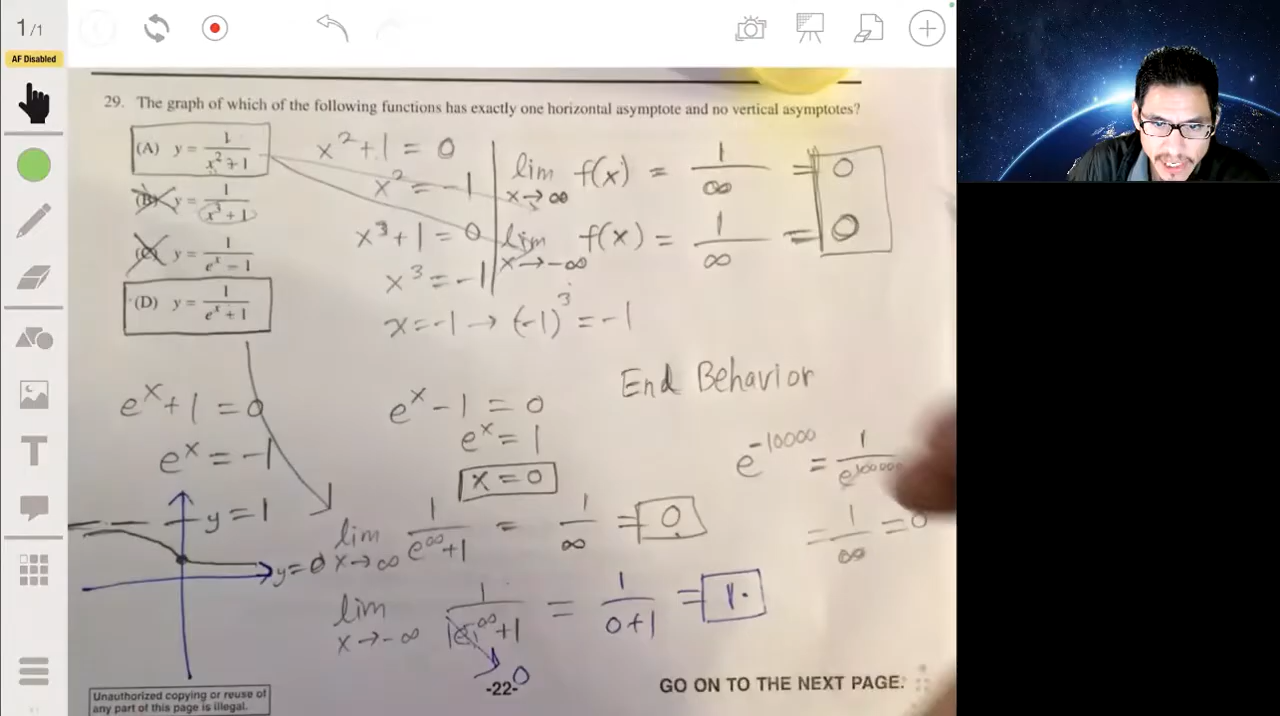 1/1
AF Disabled
29. The graph of which of the following functions has exactly one horizontal asymptote and no vertical asymptotes?
(A) y = 1/(x²+1)
(B) y = 1/(x³+1)
(C) y = 1/(eˣ−1)
(D) y = 1/(eˣ+1)
x²+1 = 0
x² = −1
x³+1 = 0
x³ = −1
x = −1 → (−1)³ = −1
lim x→∞ f(x) = 1/∞ = 0
lim x→−∞ f(x) = 1/∞ = 0
End Behavior
eˣ+1 = 0
eˣ = −1
eˣ−1 = 0
eˣ = 1
x = 0
= 1/∞ = 0
y = 1
y = 0
lim x→∞ 1/(e^∞+1) = 1/∞ = 0
lim x→−∞ = 1/(0+1) = 1.
0
T
-22-
GO ON TO THE NEXT PAGE.
Unauthorized copying or reuse of
any part of this page is illegal.